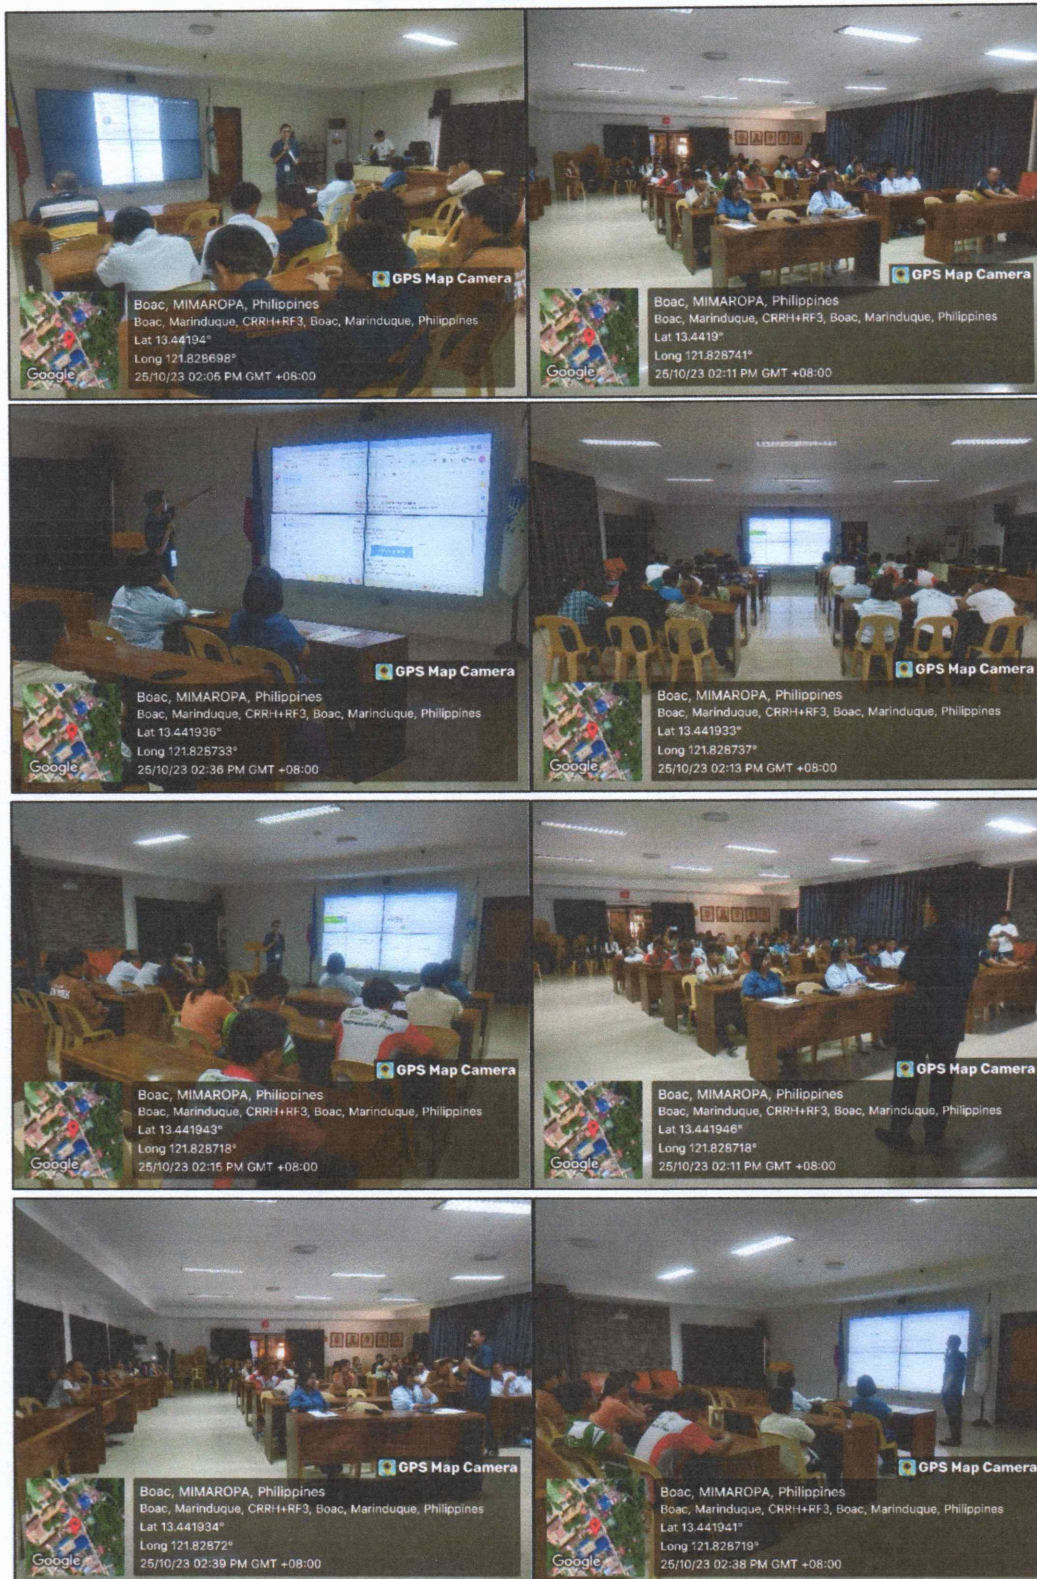 GPS Map Camera
Boac, MIMAROPA, Philippines
Boac, Marinduque, CRRH+RF3, Boac, Marinduque, Philippines
Lat 13.44194°
Long 121.828698°
25/10/23 02:05 PM GMT +08:00
Google
GPS Map Camera
Boac, MIMAROPA, Philippines
Boac, Marinduque, CRRH+RF3, Boac, Marinduque, Philippines
Lat 13.4419°
Long 121.828741°
25/10/23 02:11 PM GMT +08:00
Google
GPS Map Camera
Boac, MIMAROPA, Philippines
Boac, Marinduque, CRRH+RF3, Boac, Marinduque, Philippines
Lat 13.441936°
Long 121.828733°
25/10/23 02:36 PM GMT +08:00
Google
GPS Map Camera
Boac, MIMAROPA, Philippines
Boac, Marinduque, CRRH+RF3, Boac, Marinduque, Philippines
Lat 13.441933°
Long 121.828737°
25/10/23 02:13 PM GMT +08:00
Google
GPS Map Camera
Boac, MIMAROPA, Philippines
Boac, Marinduque, CRRH+RF3, Boac, Marinduque, Philippines
Lat 13.441943°
Long 121.828718°
25/10/23 02:15 PM GMT +08:00
Google
GPS Map Camera
Boac, MIMAROPA, Philippines
Boac, Marinduque, CRRH+RF3, Boac, Marinduque, Philippines
Lat 13.441946°
Long 121.828718°
25/10/23 02:11 PM GMT +08:00
Google
GPS Map Camera
Boac, MIMAROPA, Philippines
Boac, Marinduque, CRRH+RF3, Boac, Marinduque, Philippines
Lat 13.441934°
Long 121.82872°
25/10/23 02:39 PM GMT +08:00
Google
GPS Map Camera
Boac, MIMAROPA, Philippines
Boac, Marinduque, CRRH+RF3, Boac, Marinduque, Philippines
Lat 13.441941°
Long 121.828719°
25/10/23 02:38 PM GMT +08:00
Google